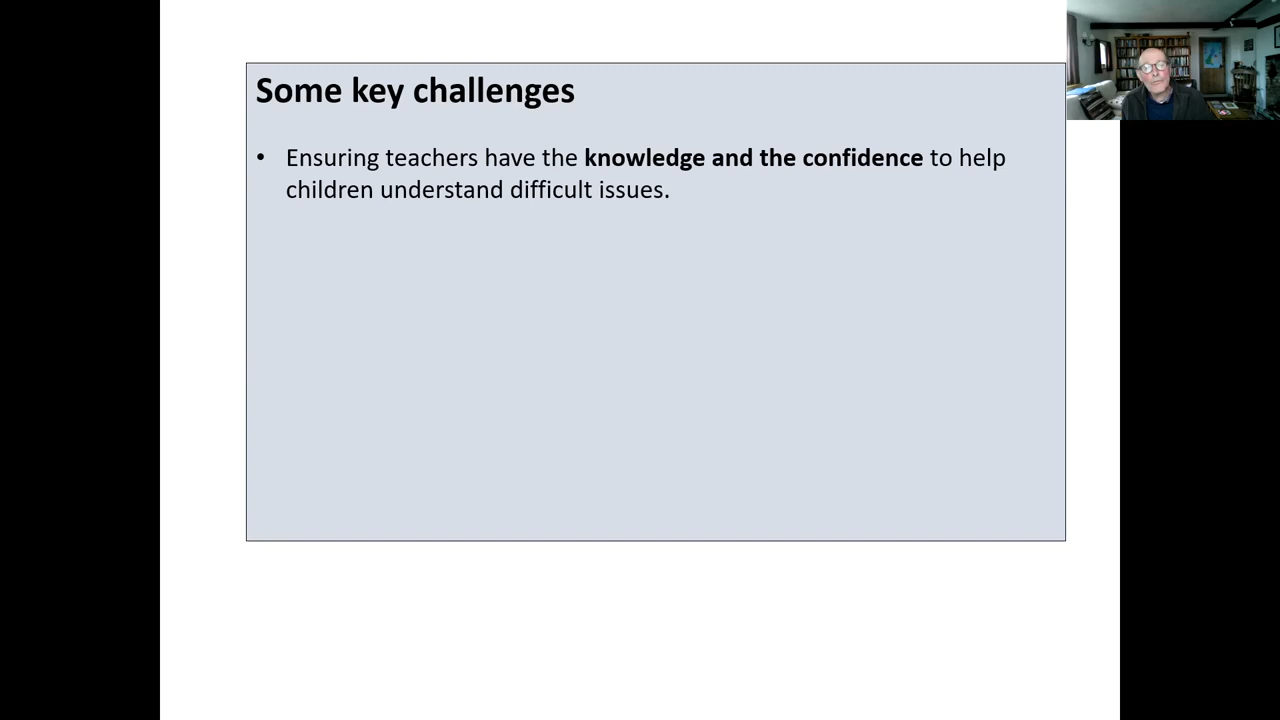 Some key challenges
• Ensuring teachers have the knowledge and the confidence to help
children understand difficult issues.